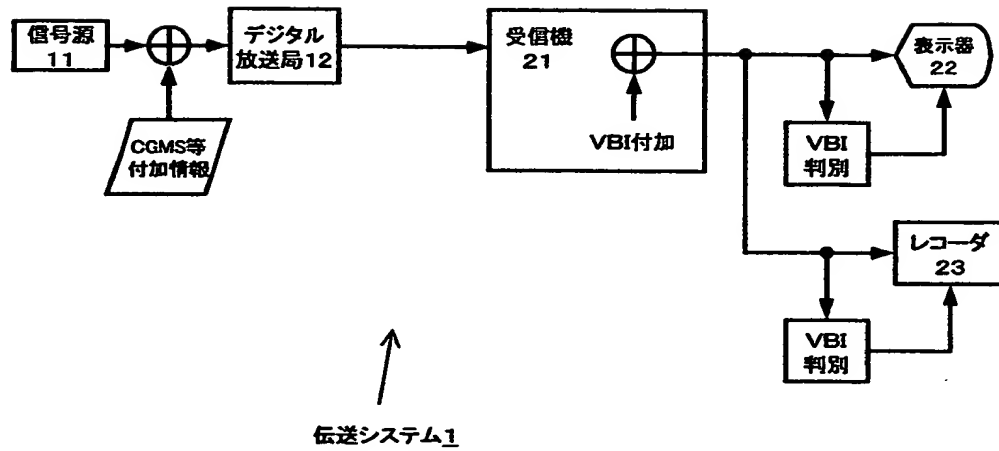 信号源
11
デジタル
放送局12
CGMS等
付加情報
受信機
21
VBI付加
表示器
22
VBI
判別
レコーダ
23
VBI
判別
伝送システム1